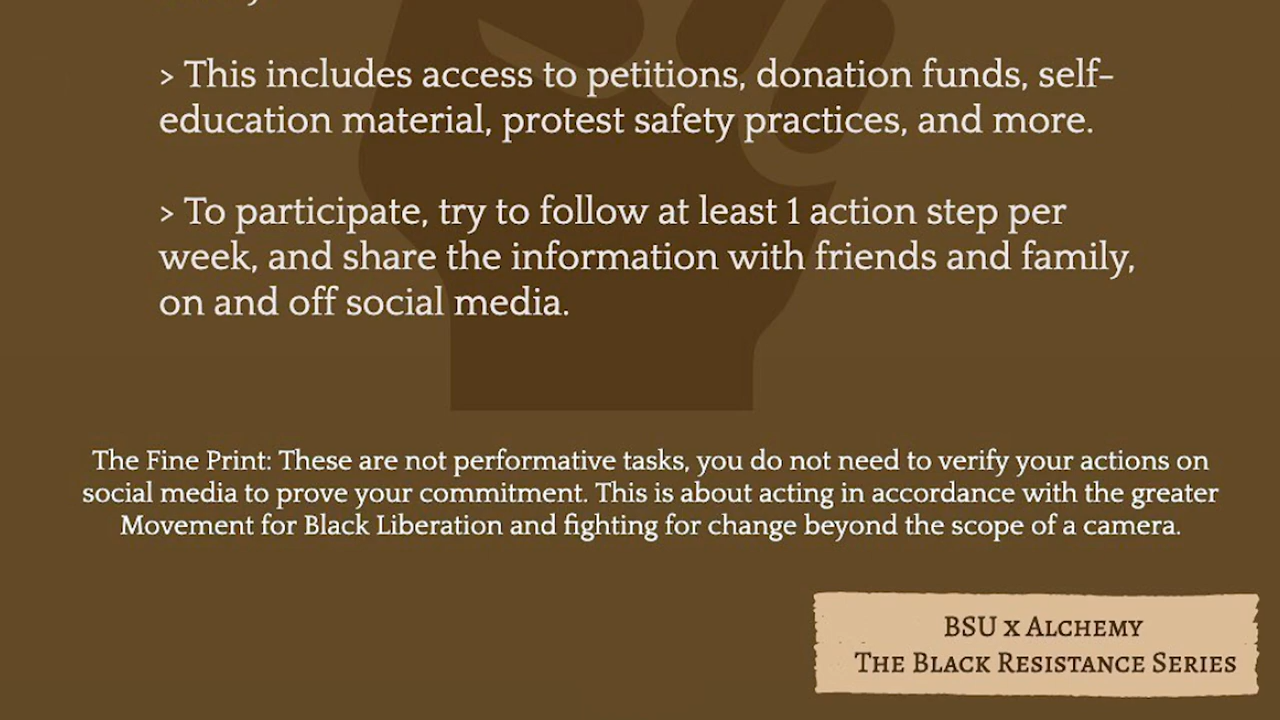 > This includes access to petitions, donation funds, self-
education material, protest safety practices, and more.
> To participate, try to follow at least 1 action step per
week, and share the information with friends and family,
on and off social media.
The Fine Print: These are not performative tasks, you do not need to verify your actions on
social media to prove your commitment. This is about acting in accordance with the greater
Movement for Black Liberation and fighting for change beyond the scope of a camera.
BSU x Alchemy
The Black Resistance Series